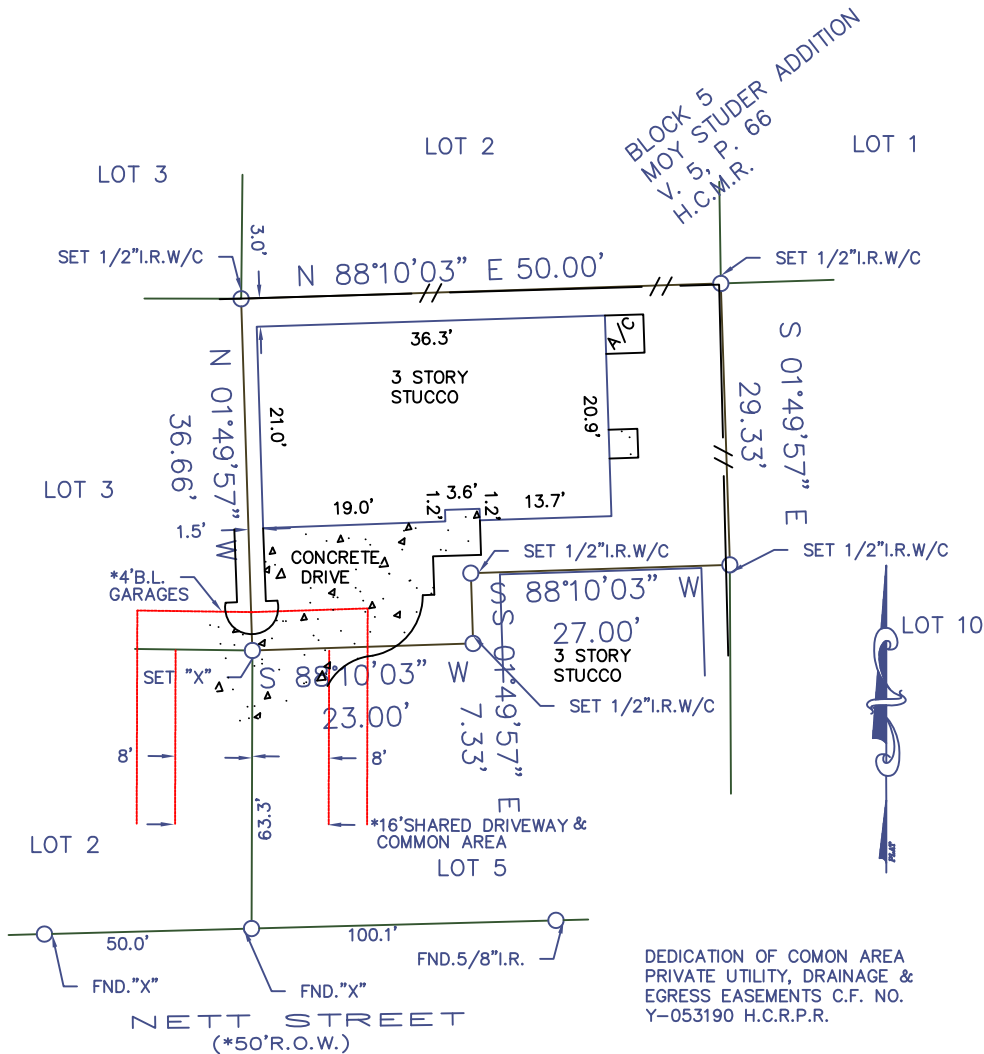 BLOCK 5
MOY STUDER ADDITION
V. 5, P. 66
H.C.M.R.
LOT 3
LOT 2
LOT 1
SET 1/2"I.R.W/C
3.0'
N 88°10'03" E 50.00'
SET 1/2"I.R.W/C
36.3'
A/C
3 STORY
STUCCO
N 01°49'57" W
36.66'
21.0'
20.9'
S 01°49'57" E
29.33'
LOT 3
19.0'
1.2'
3.6'
1.2'
13.7'
1.5'
CONCRETE
DRIVE
SET 1/2"I.R.W/C
SET 1/2"I.R.W/C
*4'B.L.
GARAGES
S 88°10'03" W
27.00'
3 STORY
STUCCO
LOT 10
SET "X"
S 88°10'03" W
23.00'
S 01°49'57" E
7.33'
SET 1/2"I.R.W/C
8'
8'
63.3'
*16'SHARED DRIVEWAY &
COMMON AREA
LOT 2
LOT 5
PLAT
50.0'
100.1'
FND."X"
FND."X"
FND.5/8"I.R.
NETT STREET
(*50'R.O.W.)
DEDICATION OF COMON AREA
PRIVATE UTILITY, DRAINAGE &
EGRESS EASEMENTS C.F. NO.
Y-053190 H.C.R.P.R.